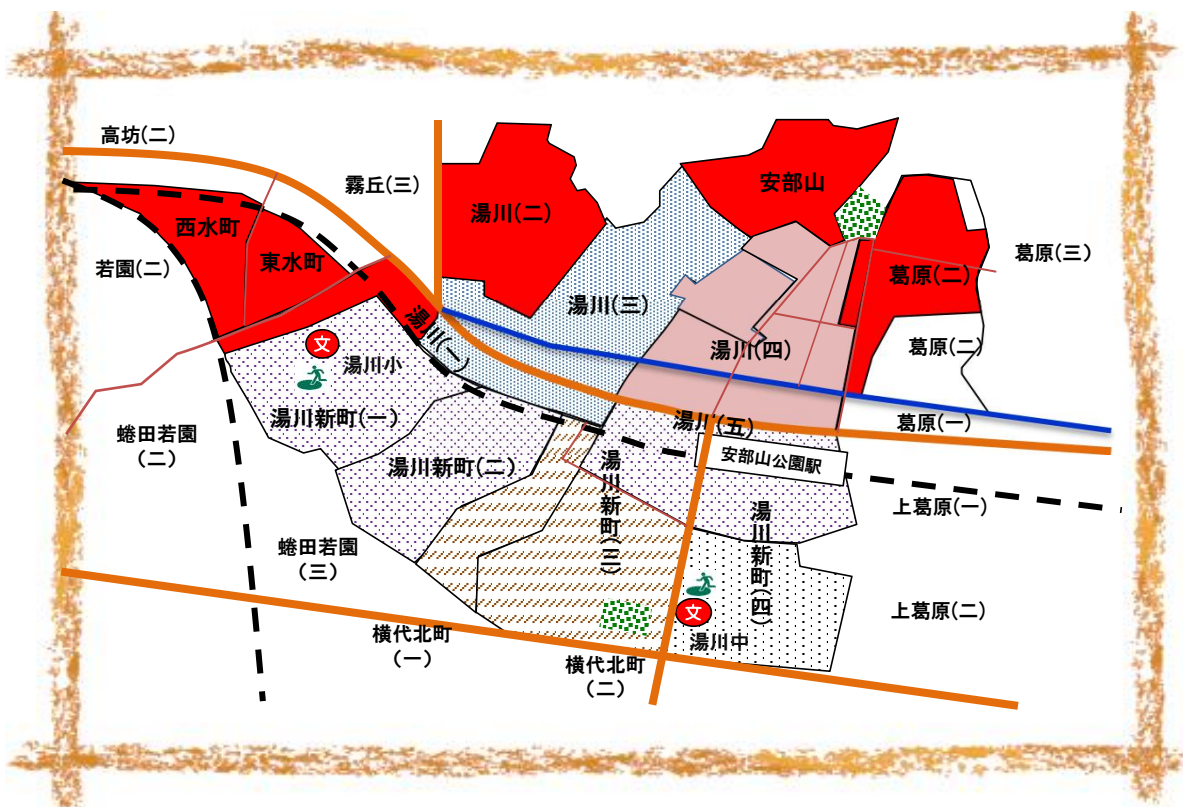 高坊(二)
霧丘(三)
安部山
湯川(二)
西水町
東水町
若園(二)
葛原(三)
葛原(二)
湯川(三)
湯川(一)
文
湯川小
湯川(四)
葛原(二)
湯川新町(一)
湯川(五)
葛原(一)
蜷田若園
(二)
湯川新町(二)
安部山公園駅
湯川新町(三)
湯川新町(四)
上葛原(一)
蜷田若園
(三)
文
湯川中
上葛原(二)
横代北町
(一)
横代北町
(二)